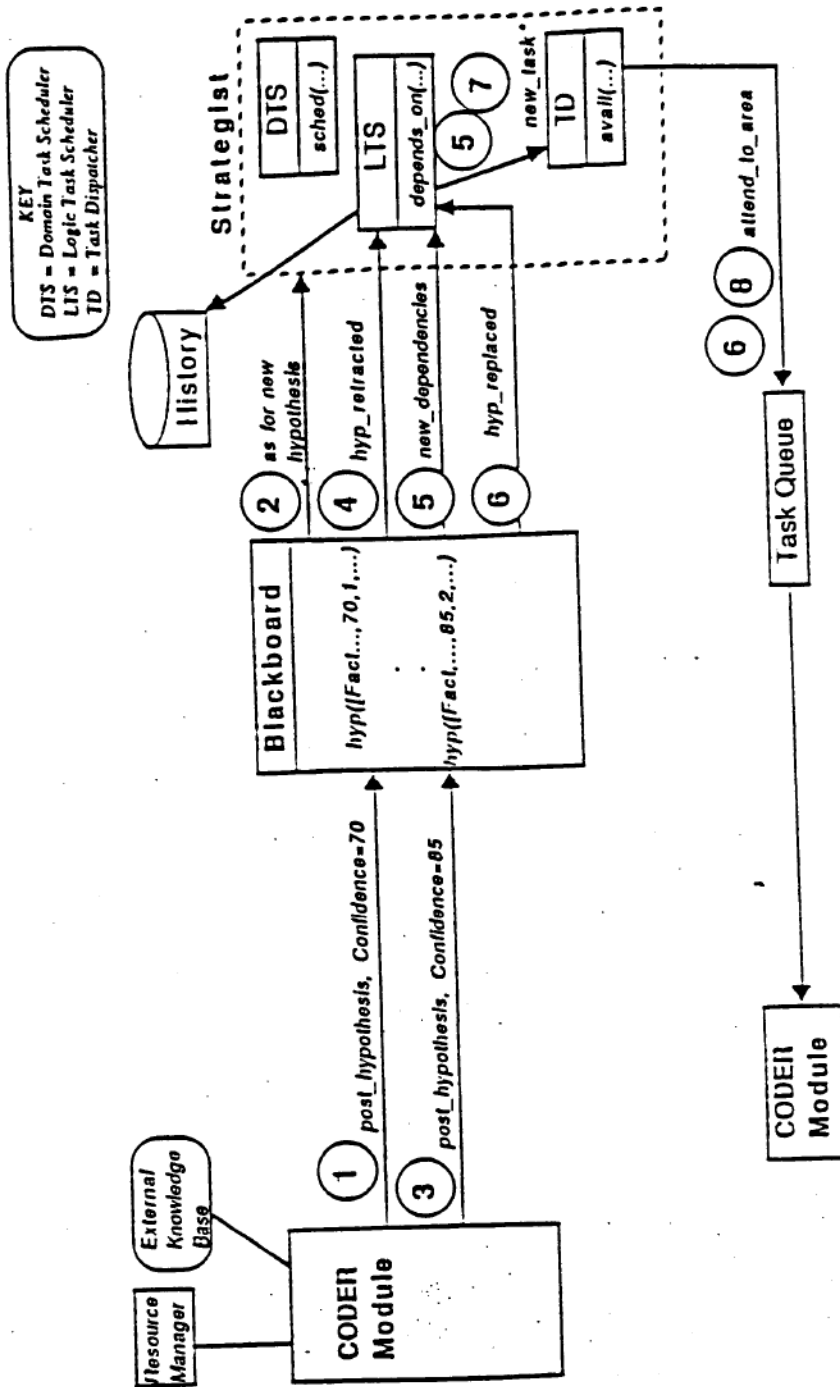 KEY
DTS = Domain Task Scheduler
LTS = Logic Task Scheduler
TD = Task Dispatcher
Resource
Manager
External
Knowledge
Base
CODER
Module
1
post_hypothesis, Confidence=70
3
post_hypothesis, Confidence=85
Blackboard
hyp([Fact...,70,1,...)
hyp([Fact,...,85,2,...)
History
2
as for new
hypothesis
4
hyp_retracted
5
new_dependencies
6
hyp_replaced
Strategist
DTS
sched(...)
LTS
depends_on(...)
5
7
new_task*
TD
avail(...)
6
8
attend_to_area
Task Queue
CODER
Module